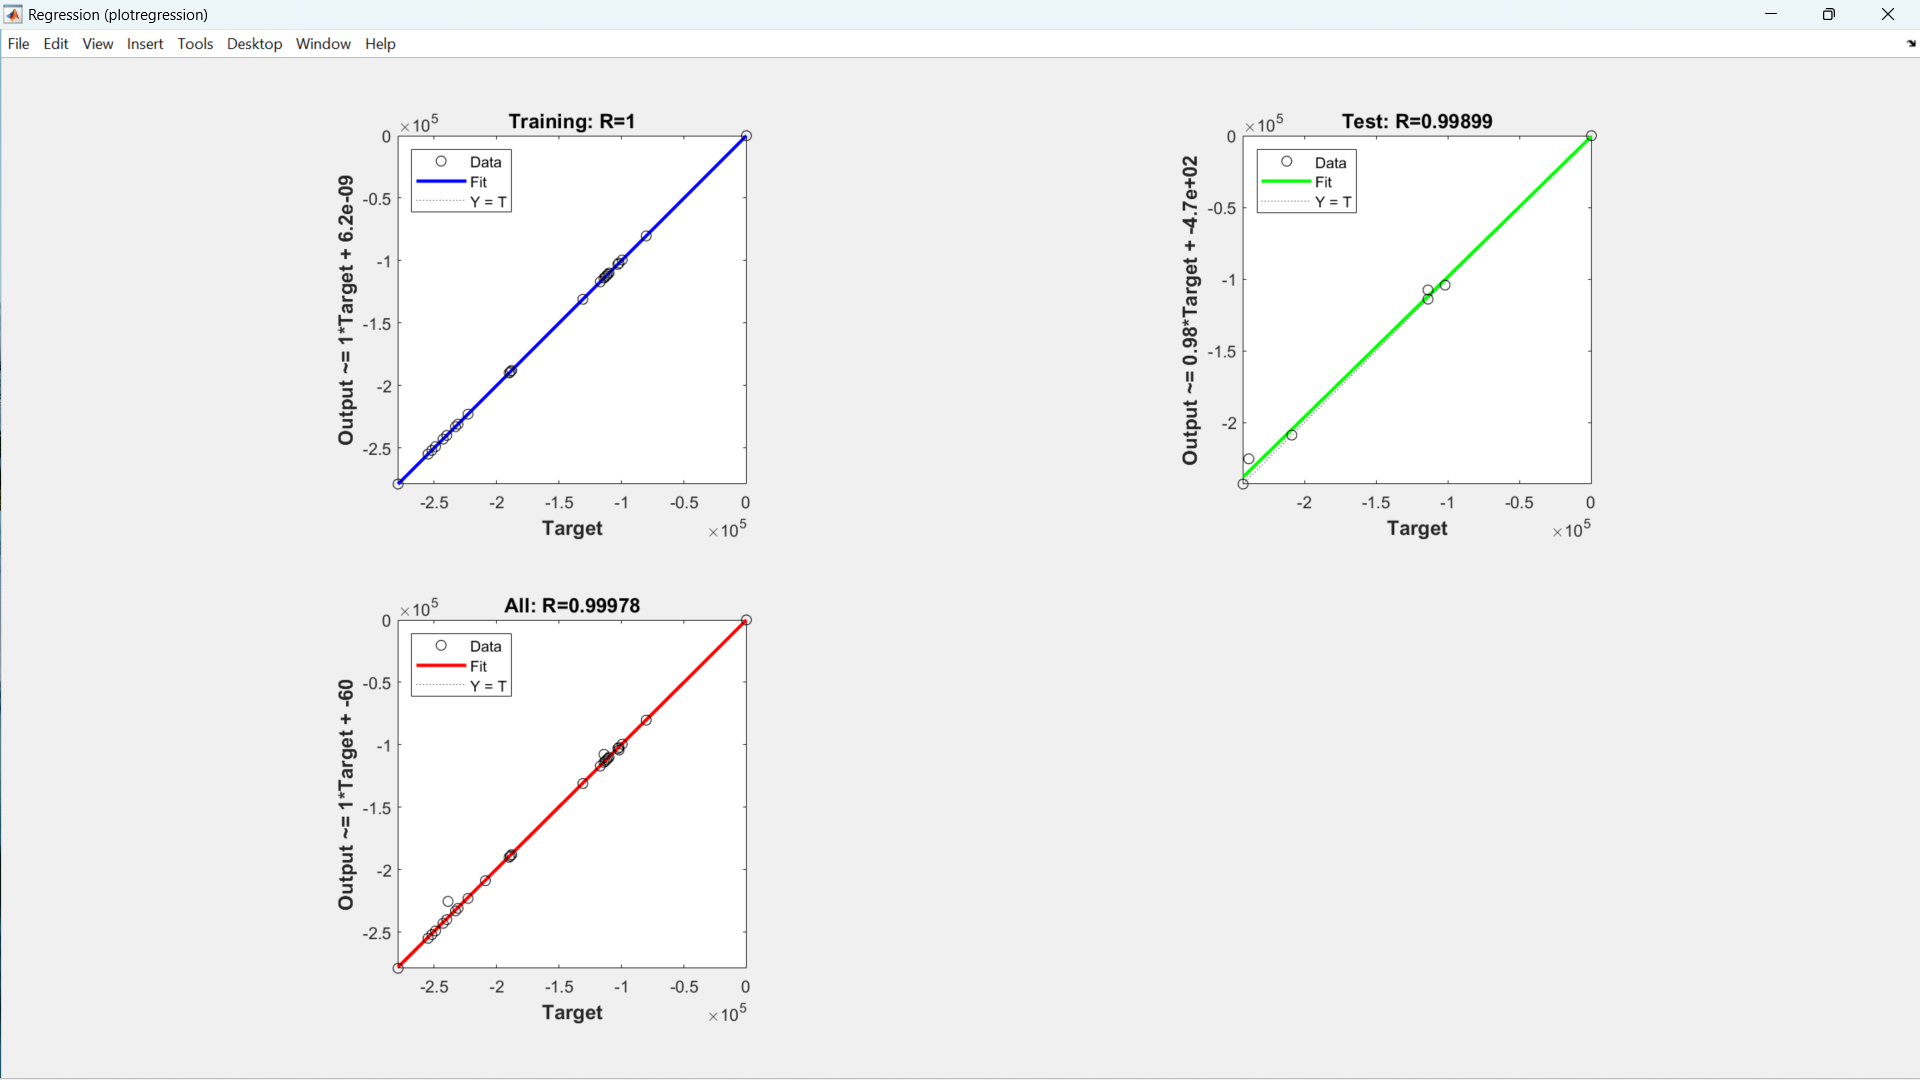 Regression (plotregression)
File Edit View Insert Tools Desktop Window Help
Training: R=1
×10^5
0
-0.5
-1
-1.5
-2
-2.5
Output ~= 1*Target + 6.2e-09
Data
Fit
Y = T
-2.5 -2 -1.5 -1 -0.5 0
Target
×10^5
Test: R=0.99899
×10^5
0
-0.5
-1
-1.5
-2
Output ~= 0.98*Target + -4.7e+02
Data
Fit
Y = T
-2 -1.5 -1 -0.5 0
Target
×10^5
All: R=0.99978
×10^5
0
-0.5
-1
-1.5
-2
-2.5
Output ~= 1*Target + -60
Data
Fit
Y = T
-2.5 -2 -1.5 -1 -0.5 0
Target
×10^5